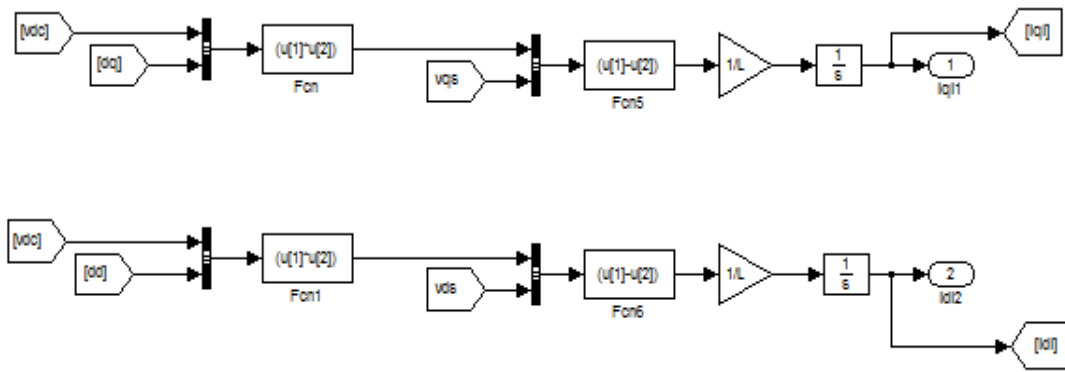 [vdc]
[dq]
(u[1]*u[2])
Fcn
vqs
(u[1]-u[2])
Fcn5
1/L
1
s
[Iql]
1
Iql1
[vdc]
[dd]
(u[1]*u[2])
Fcn1
vds
(u[1]-u[2])
Fcn6
1/L
1
s
2
Idl2
[Idl]